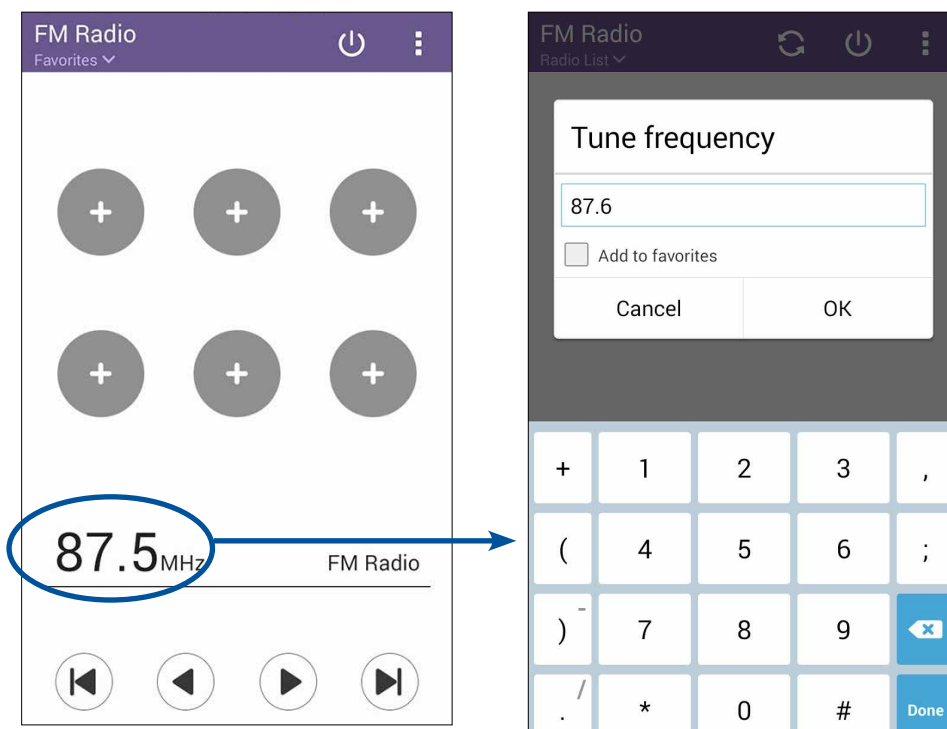 FM Radio
Favorites
+ + +
+ + +
87.5MHz
FM Radio
FM Radio
Radio List
Tune frequency
87.6
Add to favorites
Cancel OK
+ 1 2 3 ,
( 4 5 6 ;
) - 7 8 9
. / * 0 # Done